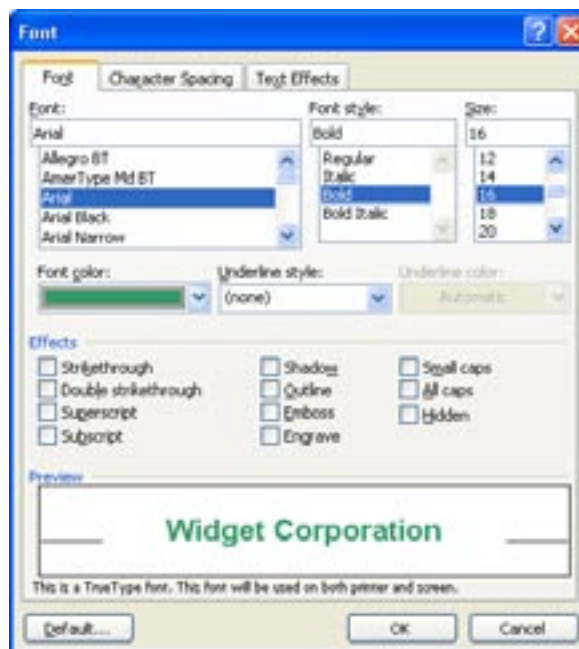 Font
Font Character Spacing Text Effects
Font: Font style: Size:
Arial Bold 16
Allegro BT Regular 12
AmerType Md BT Italic 14
Arial Bold 16
Arial Black Bold Italic 18
Arial Narrow 20
Font color: Underline style: Underline color:
(none) Automatic
Effects
Strikethrough Shadow Small caps
Double strikethrough Outline All caps
Superscript Emboss Hidden
Subscript Engrave
Preview
Widget Corporation
This is a TrueType font. This font will be used on both printer and screen.
Default... OK Cancel